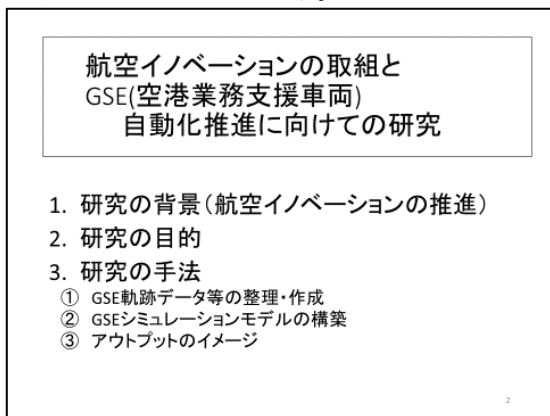 航空イノベーションの取組と
GSE(空港業務支援車両)
自動化推進に向けての研究
1. 研究の背景(航空イノベーションの推進)
2. 研究の目的
3. 研究の手法
① GSE軌跡データ等の整理・作成
② GSEシミュレーションモデルの構築
③ アウトプットのイメージ
2